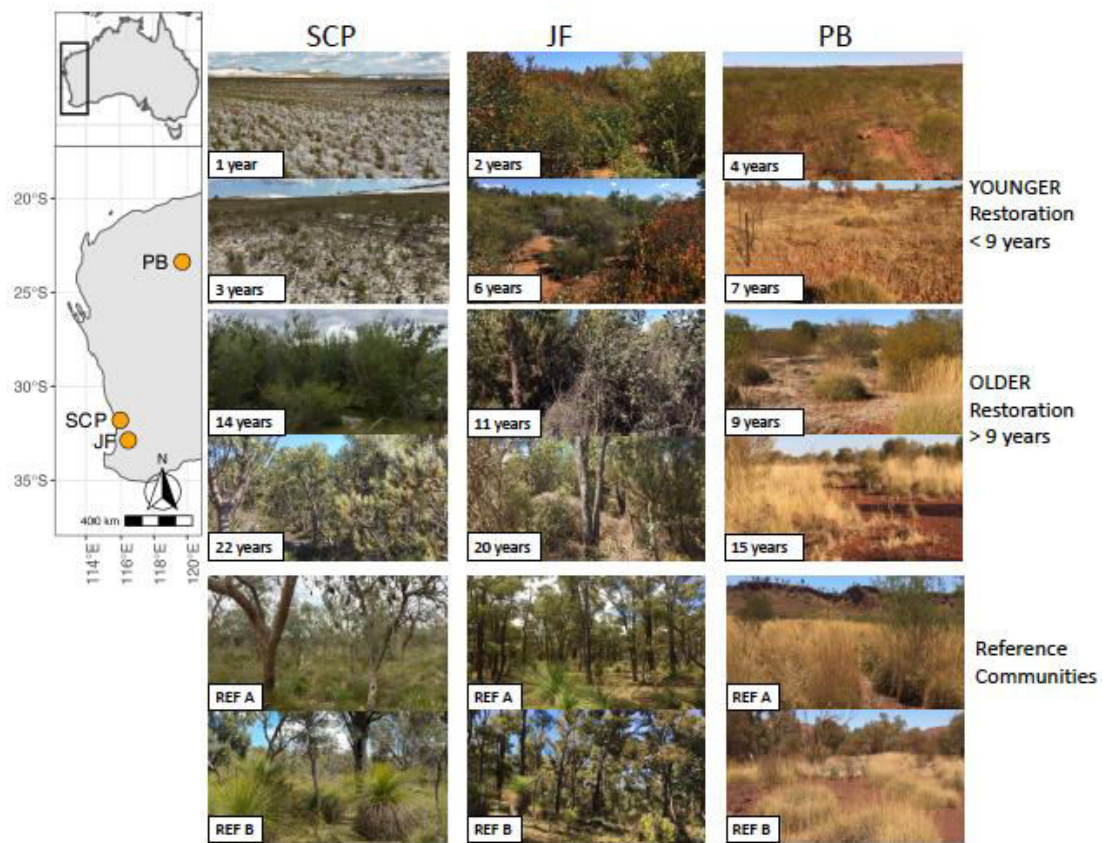 SCP JF PB
1 year 2 years 4 years
3 years 6 years 7 years
YOUNGER
Restoration
< 9 years
14 years 11 years 9 years
22 years 20 years 15 years
OLDER
Restoration
> 9 years
REF A REF A REF A
REF B REF B REF B
Reference
Communities
20°S
PB
25°S
30°S
SCP
JF
35°S
N
400 km
114°E 116°E 118°E 120°E